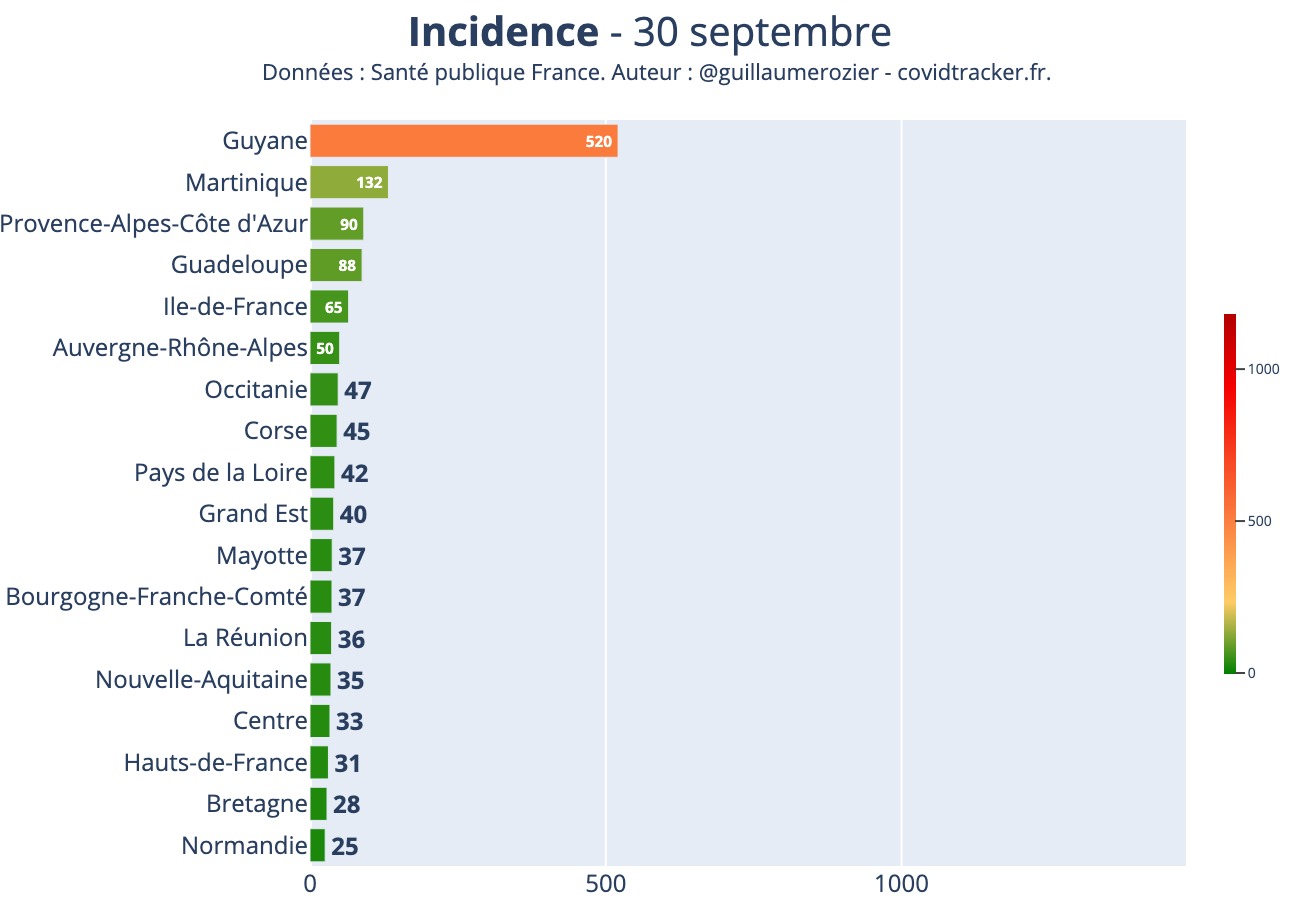 Incidence - 30 septembre
Données : Santé publique France. Auteur : @guillaumerozier - covidtracker.fr.
Guyane 520
Martinique 132
Provence-Alpes-Côte d'Azur 90
Guadeloupe 88
Ile-de-France 65
Auvergne-Rhône-Alpes 50
Occitanie 47
Corse 45
Pays de la Loire 42
Grand Est 40
Mayotte 37
Bourgogne-Franche-Comté 37
La Réunion 36
Nouvelle-Aquitaine 35
Centre 33
Hauts-de-France 31
Bretagne 28
Normandie 25
0 500 1000
1000
500
0